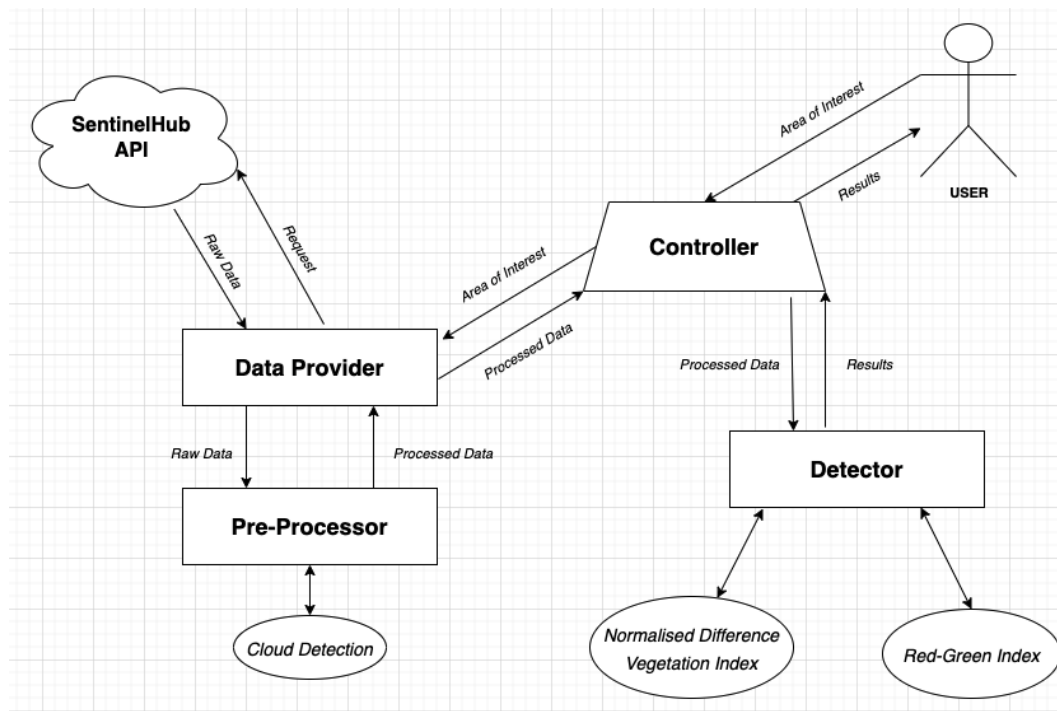 SentinelHub
API
USER
Area of Interest
Results
Controller
Raw Data
Request
Area of Interest
Processed Data
Data Provider
Processed Data
Results
Raw Data
Processed Data
Detector
Pre-Processor
Cloud Detection
Normalised Difference
Vegetation Index
Red-Green Index